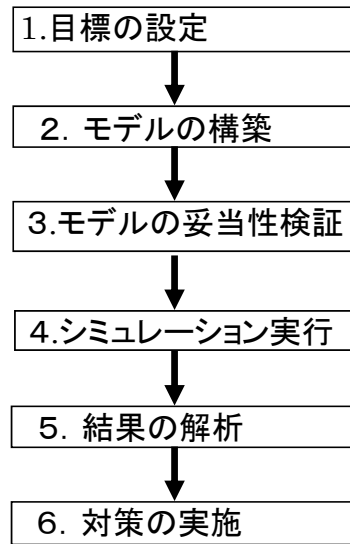 1.目標の設定
２．モデルの構築
３.モデルの妥当性検証
４.シミュレーション実行
５．結果の解析
６．対策の実施